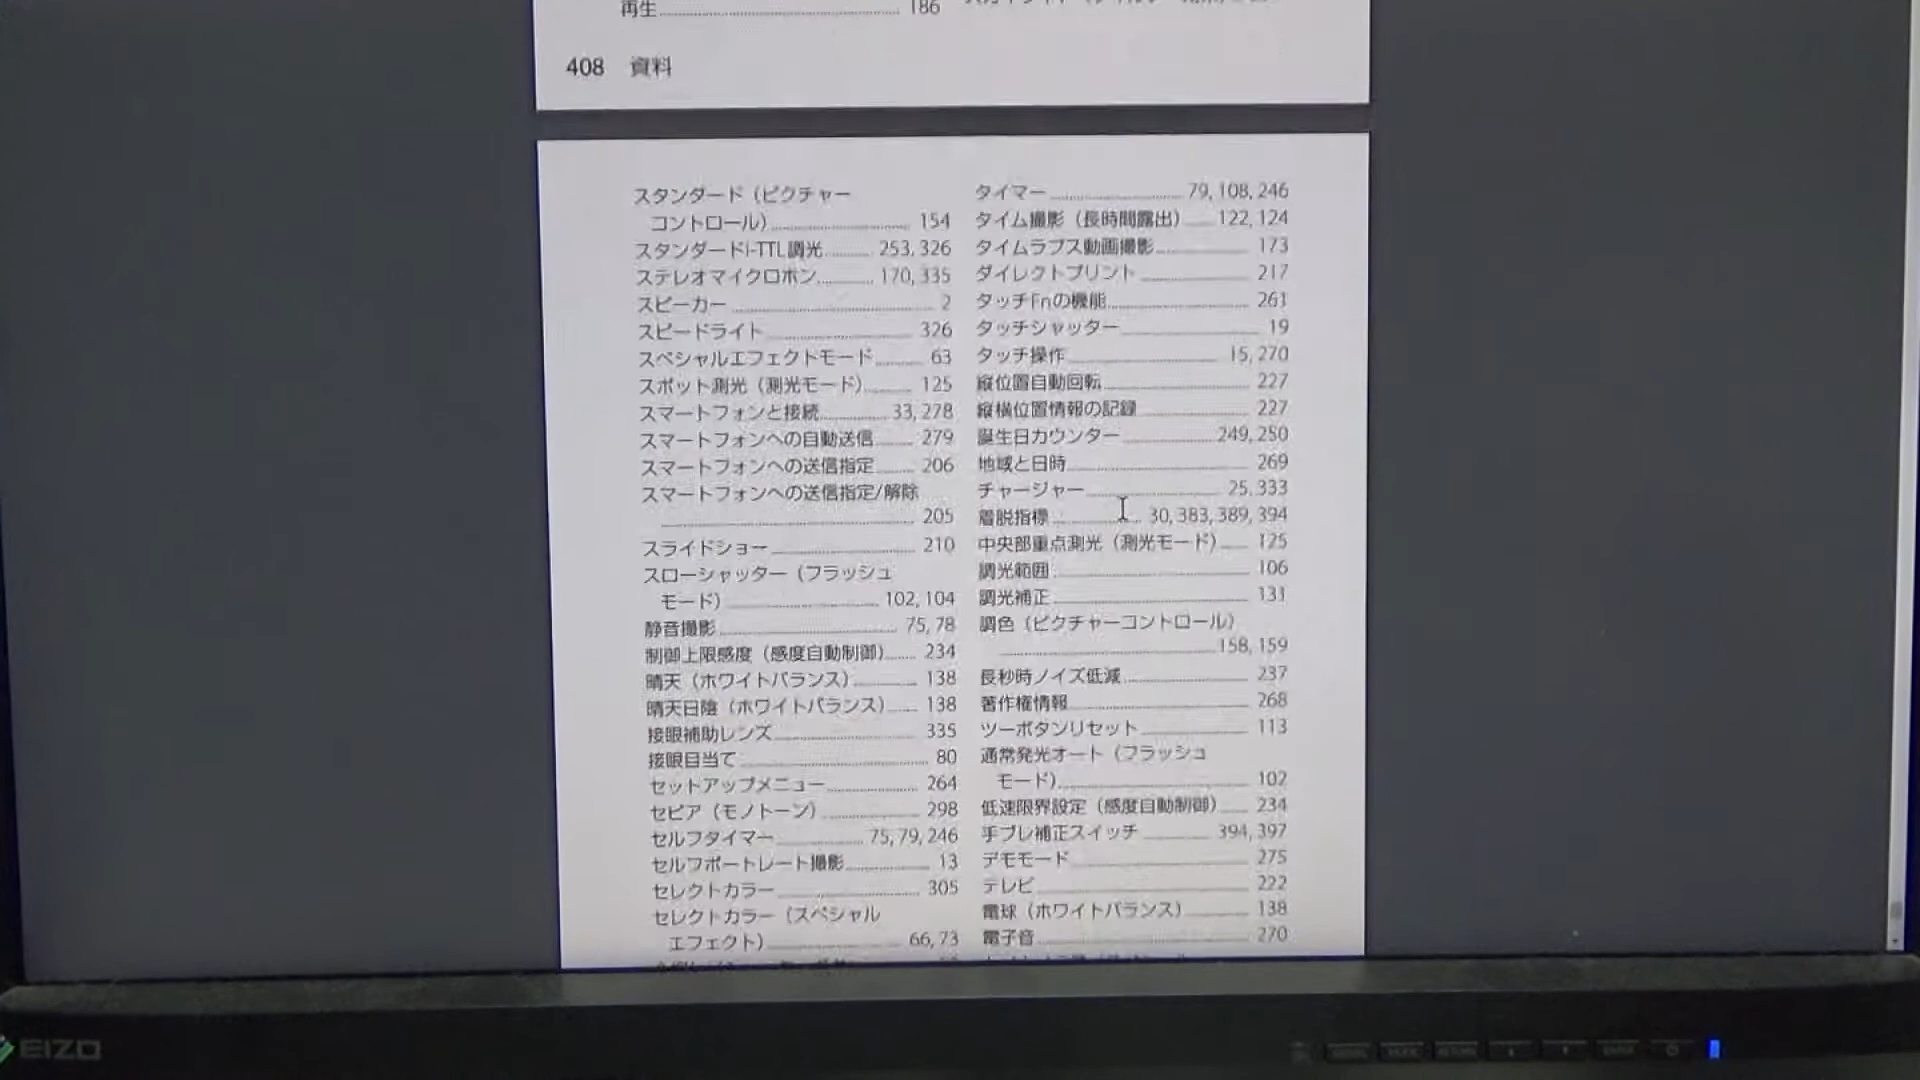 再生 186
408 資料
スタンダード（ピクチャー
コントロール） 154
スタンダードi-TTL調光 253, 326
ステレオマイクロホン 170, 335
スピーカー 2
スピードライト 326
スペシャルエフェクトモード 63
スポット測光（測光モード） 125
スマートフォンと接続 33, 278
スマートフォンへの自動送信 279
スマートフォンへの送信指定 206
スマートフォンへの送信指定/解除
205
スライドショー 210
スローシャッター（フラッシュ
モード） 102, 104
静音撮影 75, 78
制御上限感度（感度自動制御） 234
晴天（ホワイトバランス） 138
晴天日陰（ホワイトバランス） 138
接眼補助レンズ 335
接眼目当て 80
セットアップメニュー 264
セピア（モノトーン） 298
セルフタイマー 75, 79, 246
セルフポートレート撮影 13
セレクトカラー 305
セレクトカラー（スペシャル
エフェクト） 66, 73
タイマー 79, 108, 246
タイム撮影（長時間露出） 122, 124
タイムラプス動画撮影 173
ダイレクトプリント 217
タッチFnの機能 261
タッチシャッター 19
タッチ操作 15, 270
縦位置自動回転 227
縦横位置情報の記録 227
誕生日カウンター 249, 250
地域と日時 269
チャージャー 25, 333
着脱指標 30, 383, 389, 394
中央部重点測光（測光モード） 125
調光範囲 106
調光補正 131
調色（ピクチャーコントロール）
158, 159
長秒時ノイズ低減 237
著作権情報 268
ツーボタンリセット 113
通常発光オート（フラッシュ
モード） 102
低速限界設定（感度自動制御） 234
手ブレ補正スイッチ 394, 397
デモモード 275
テレビ 222
電球（ホワイトバランス） 138
電子音 270
EIZO